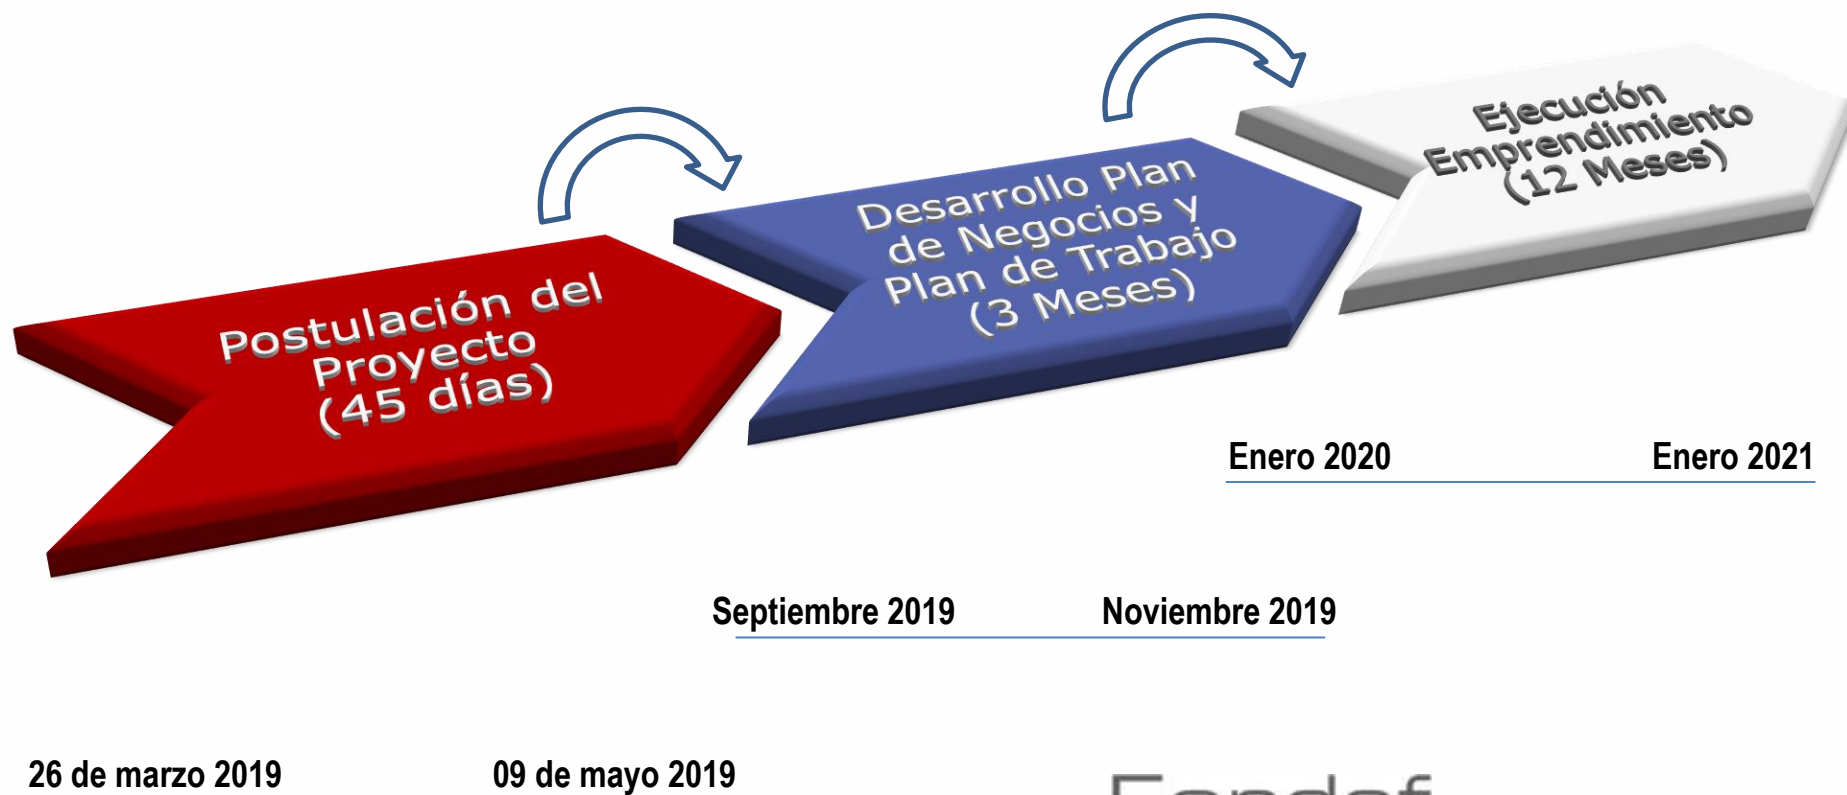 Postulación del
Proyecto
(45 días)
Desarrollo Plan
de Negocios y
Plan de Trabajo
(3 Meses)
Ejecución
Emprendimiento
(12 Meses)
Enero 2020 Enero 2021
Septiembre 2019 Noviembre 2019
26 de marzo 2019 09 de mayo 2019
Fondef